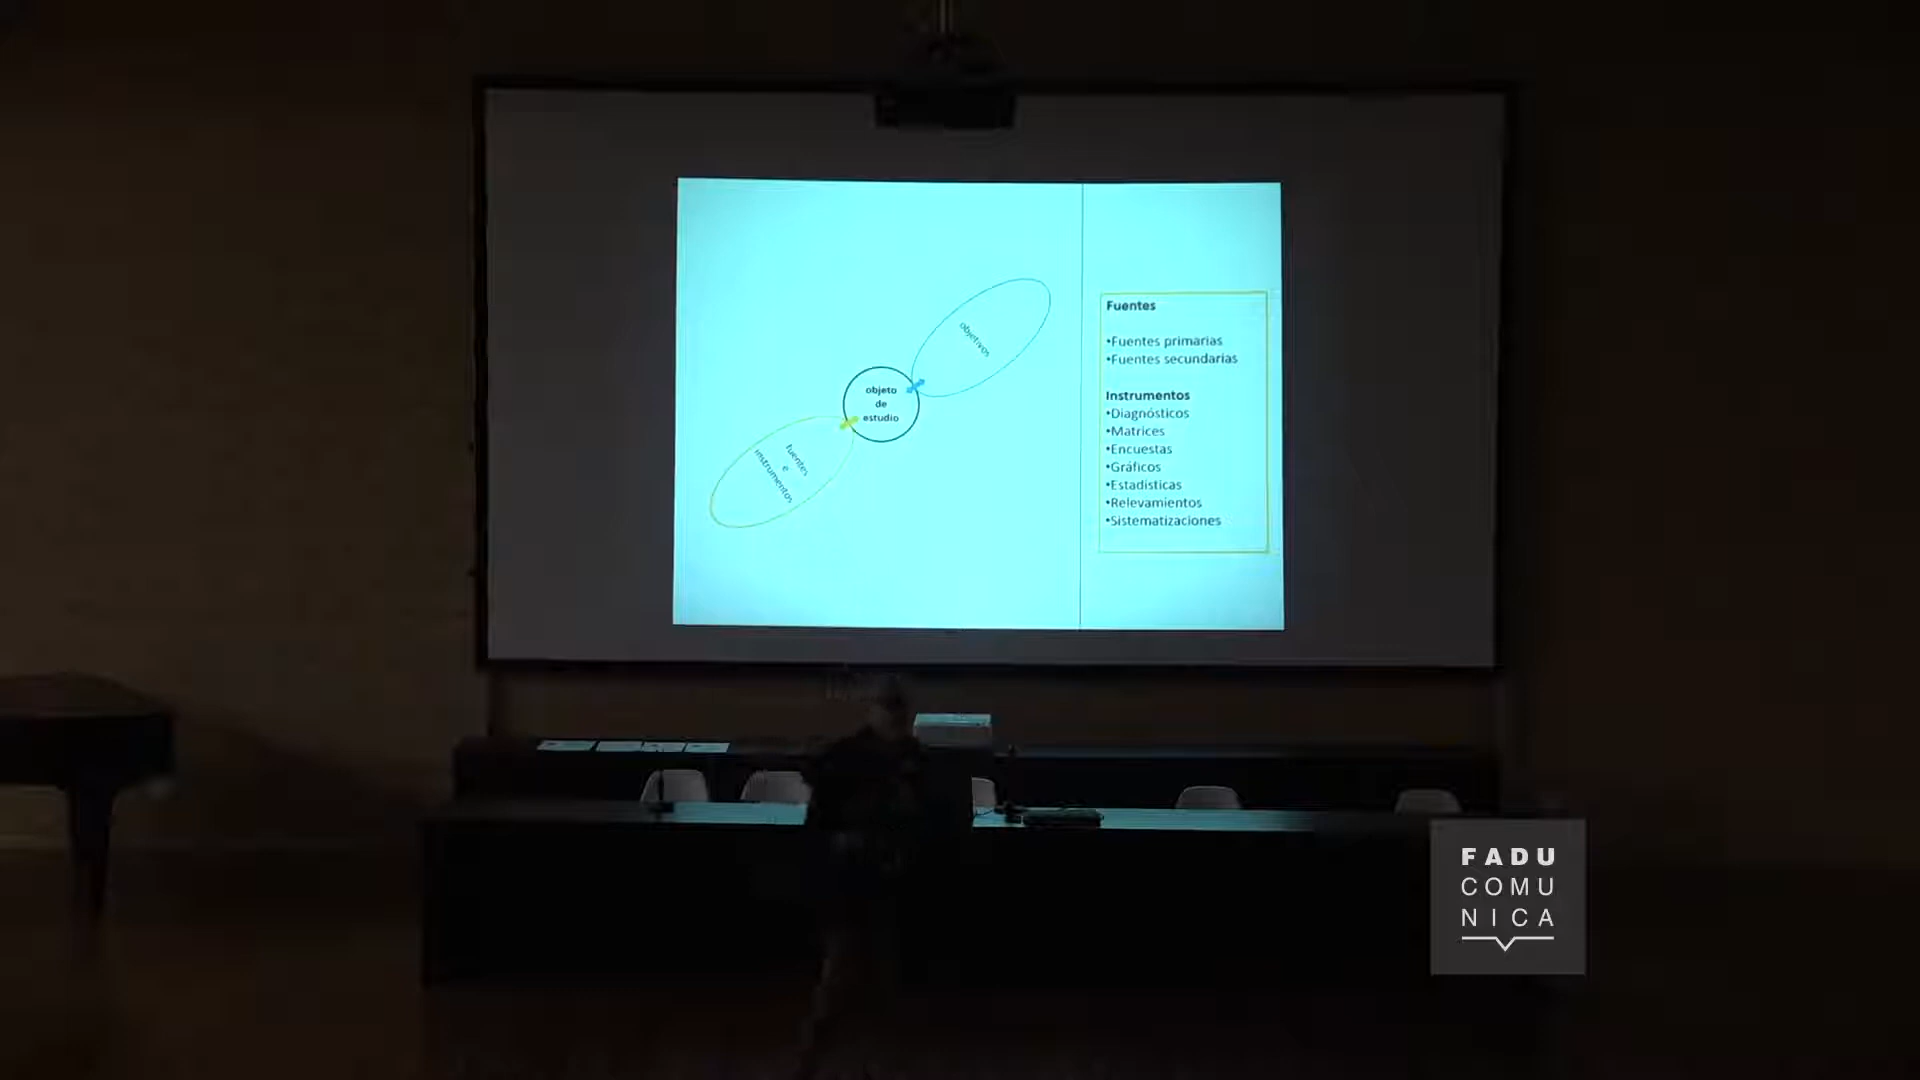 objetivos
objeto
de
estudio
fuentes
e
instrumentos
Fuentes
•Fuentes primarias
•Fuentes secundarias
Instrumentos
•Diagnósticos
•Matrices
•Encuestas
•Gráficos
•Estadisticas
•Relevamientos
•Sistematizaciones
FADU
COMU
NICA